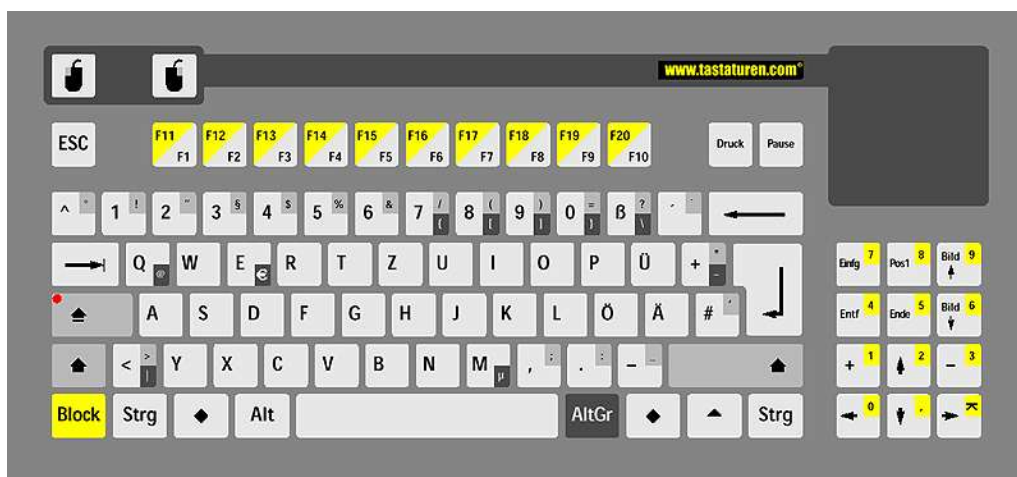 www.tastaturen.com®
ESC F11 F1 F12 F2 F13 F3 F14 F4 F15 F5 F16 F6 F17 F7 F18 F8 F19 F9 F20 F10 Druck Pause
^ ° 1 ! 2 " 3 § 4 $ 5 % 6 & 7 / { 8 ( [ 9 ) ] 0 = } ß ? \ ´ `
Q @ W E € R T Z U I O P Ü + * ~ Einfg 7 Pos1 8 Bild 9
A S D F G H J K L Ö Ä # ' Entf 4 Ende 5 Bild 6
< > | Y X C V B N M µ , ; . : - _ + 1 2 - 3
Block Strg Alt AltGr Strg 0 ,